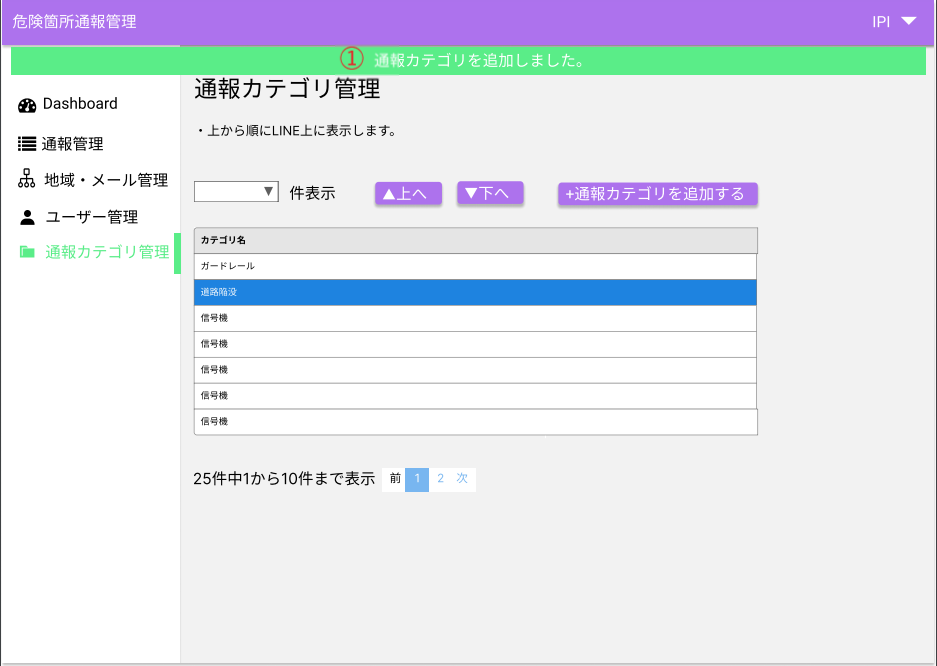 危険箇所通報管理 IPI
① 通報カテゴリを追加しました。
通報カテゴリ管理
Dashboard
・上から順にLINE上に表示します。
通報管理
地域・メール管理
件表示 ▲上へ ▼下へ +通報カテゴリを追加する
ユーザー管理
通報カテゴリ管理
カテゴリ名
ガードレール
道路陥没
信号機
信号機
信号機
信号機
信号機
25件中1から10件まで表示 前 1 2 次